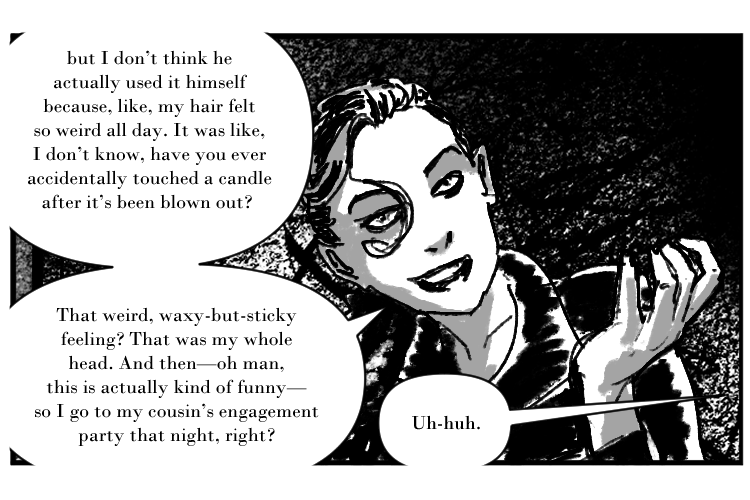 but I don't think he
actually used it himself
because, like, my hair felt
so weird all day. It was like,
I don't know, have you ever
accidentally touched a candle
after it's been blown out?
That weird, waxy-but-sticky
feeling? That was my whole
head. And then—oh man,
this is actually kind of funny—
so I go to my cousin's engagement
party that night, right?
Uh-huh.